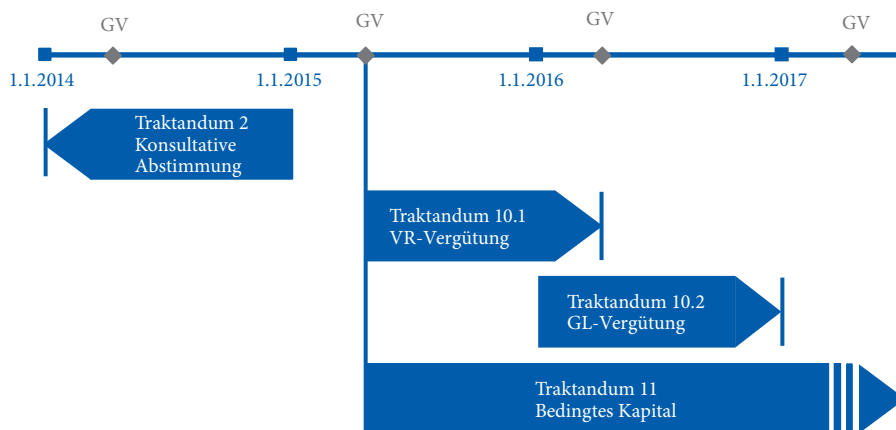 GV
GV
GV
GV
1.1.2014
1.1.2015
1.1.2016
1.1.2017
Traktandum 2
Konsultative
Abstimmung
Traktandum 10.1
VR-Vergütung
Traktandum 10.2
GL-Vergütung
Traktandum 11
Bedingtes Kapital